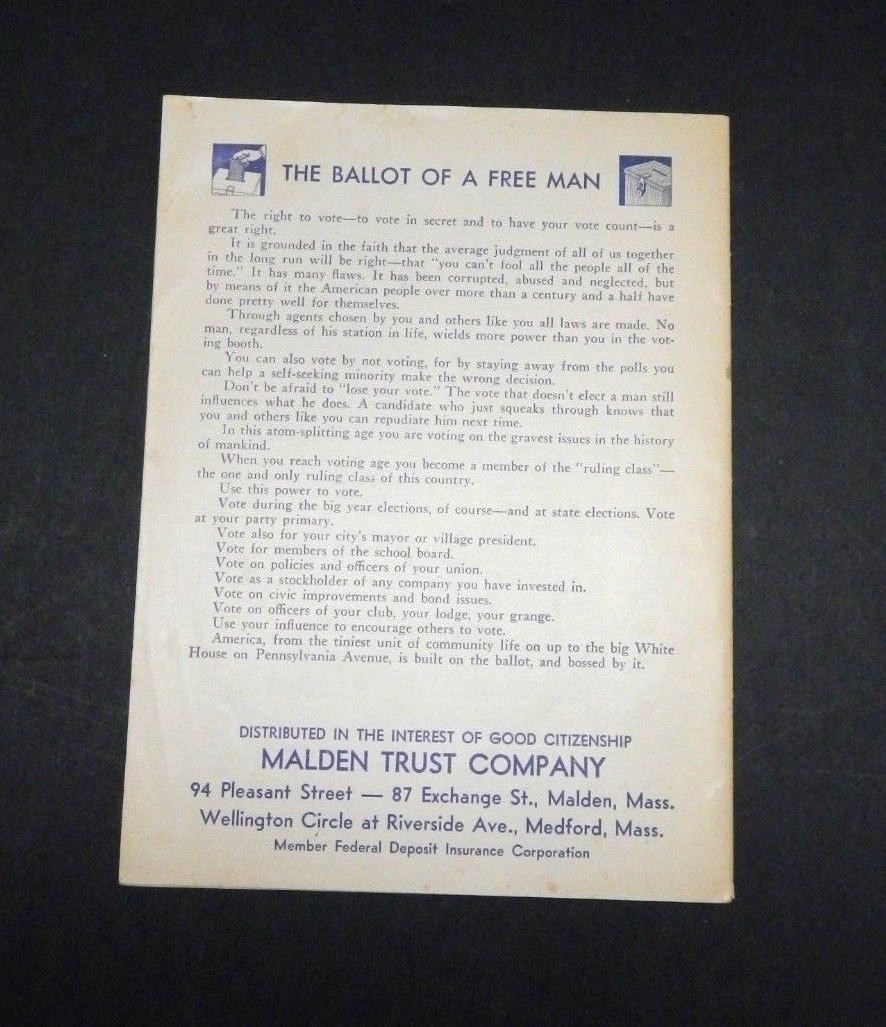 THE BALLOT OF A FREE MAN
The right to vote—to vote in secret and to have your vote count—is a
great right.
It is grounded in the faith that the average judgment of all of us together
in the long run will be right—that "you can't fool all the people all of the
time." It has many flaws. It has been corrupted, abused and neglected, but
by means of it the American people over more than a century and a half have
done pretty well for themselves.
Through agents chosen by you and others like you all laws are made. No
man, regardless of his station in life, wields more power than you in the vot-
ing booth.
You can also vote by not voting, for by staying away from the polls you
can help a self-seeking minority make the wrong decision.
Don't be afraid to "lose your vote." The vote that doesn't elect a man still
influences what he does. A candidate who just squeaks through knows that
you and others like you can repudiate him next time.
In this atom-splitting age you are voting on the gravest issues in the history
of mankind.
When you reach voting age you become a member of the "ruling class"—
the one and only ruling class of this country.
Use this power to vote.
Vote during the big year elections, of course—and at state elections. Vote
at your party primary.
Vote also for your city's mayor or village president.
Vote for members of the school board.
Vote on policies and officers of your union.
Vote as a stockholder of any company you have invested in.
Vote on civic improvements and bond issues.
Vote on officers of your club, your lodge, your grange.
Use your influence to encourage others to vote.
America, from the tiniest unit of community life on up to the big White
House on Pennsylvania Avenue, is built on the ballot, and bossed by it.
DISTRIBUTED IN THE INTEREST OF GOOD CITIZENSHIP
MALDEN TRUST COMPANY
94 Pleasant Street — 87 Exchange St., Malden, Mass.
Wellington Circle at Riverside Ave., Medford, Mass.
Member Federal Deposit Insurance Corporation